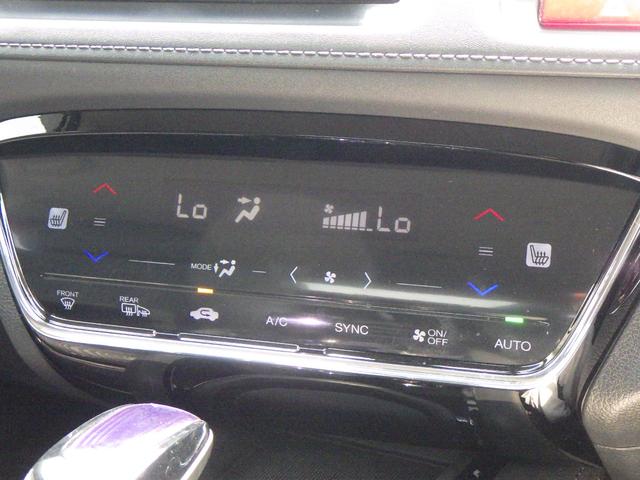 Lo Lo
MODE
FRONT
REAR
A/C
SYNC
ON/
OFF
AUTO